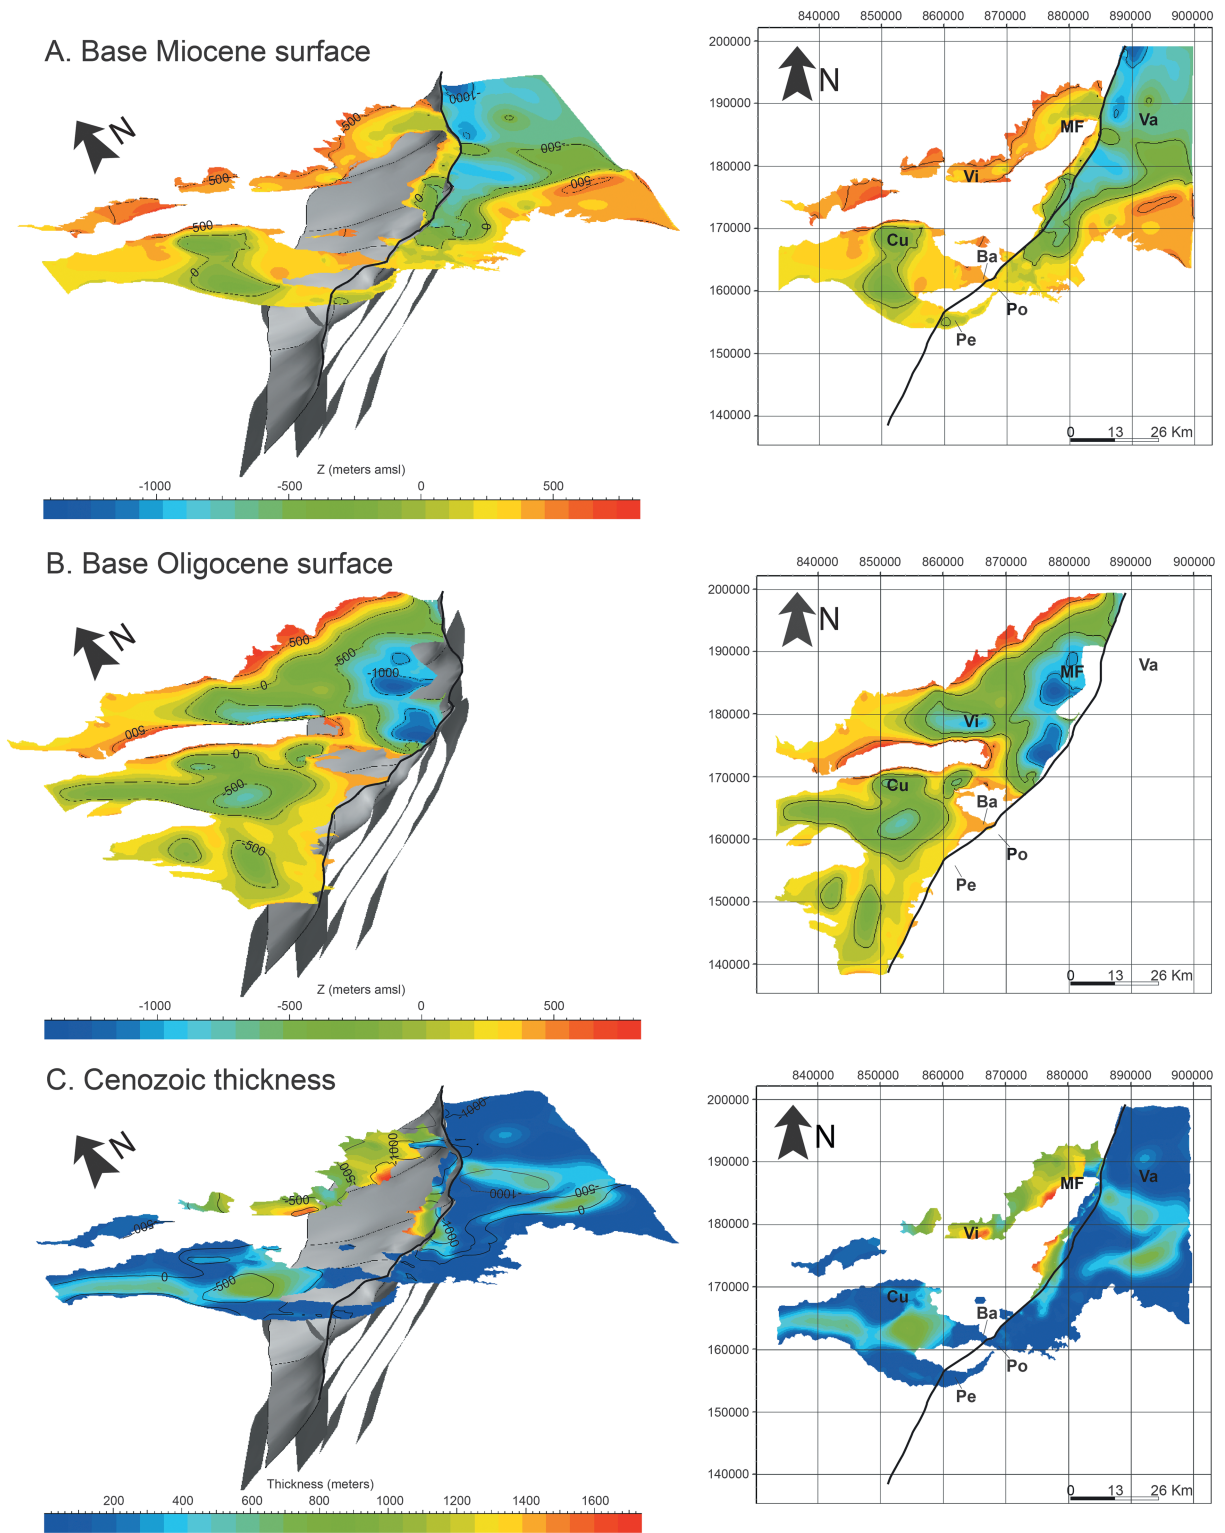 A. Base Miocene surface
N
-1000
-500
-500
500
-500
0
0
-500
0
Z (meters amsl)
-1000 -500 0 500
840000 850000 860000 870000 880000 890000 900000
200000
190000
180000
170000
160000
150000
140000
N
MF
Va
Vi
Cu
Ba
Po
Pe
0 13 26 Km
B. Base Oligocene surface
N
500
-500
-1000
0
500
0
-500
-500
Z (meters amsl)
-1000 -500 0 500
840000 850000 860000 870000 880000 890000 900000
200000
190000
180000
170000
160000
150000
140000
N
Va
MF
Vi
Cu
Ba
Po
Pe
0 13 26 Km
C. Cenozoic thickness
N
-1000
-1000
-500
-500
-500
-1000
0
-1000
-500
0
-500
Thickness (meters)
200 400 600 800 1000 1200 1400 1600
840000 850000 860000 870000 880000 890000 900000
200000
190000
180000
170000
160000
150000
140000
N
MF
Va
Vi
Cu
Ba
Po
Pe
0 13 26 Km